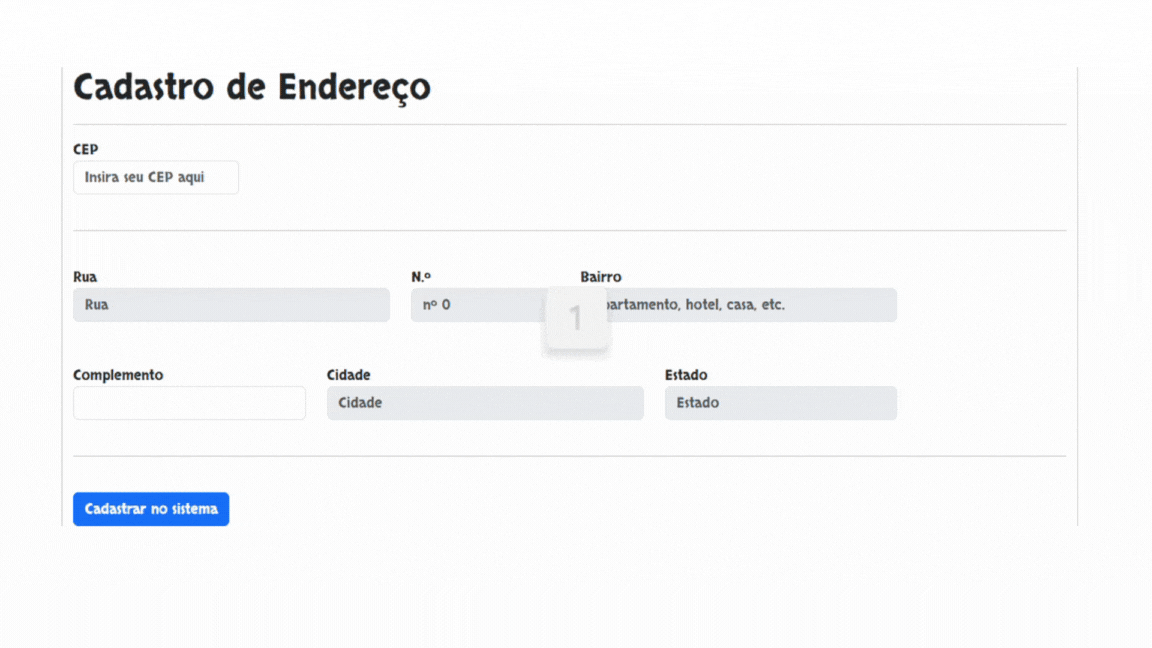 Cadastro de Endereço
CEP
Insira seu CEP aqui
Rua N.º Bairro
Rua nº 0 partamento, hotel, casa, etc.
1
Complemento Cidade Estado
Cidade Estado
Cadastrar no sistema